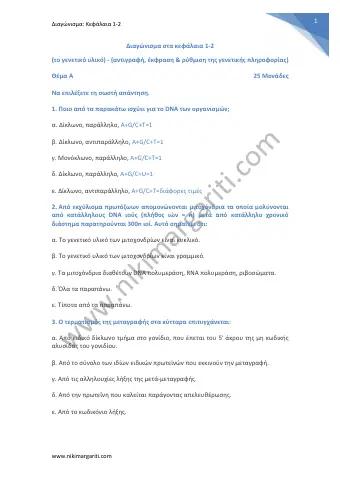 Διαγώνισμα: Κεφάλαια 1-2
1
Διαγώνισμα στα κεφάλαια 1-2
(το γενετικό υλικό) - (αντιγραφή, έκφραση & ρύθμιση της γενετικής πληροφορίας)
Θέμα Α 25 Μονάδες
Να επιλέξετε τη σωστή απάντηση.
1. Ποιο από τα παρακάτω ισχύει για το DNA των οργανισμών;
α. Δίκλωνο, παράλληλο, A+G/C+T=1
β. Δίκλωνο, αντιπαράλληλο, A+G/C+T=1
γ. Μονόκλωνο, παράλληλο, A+G/C+T=1
δ. Δίκλωνο, παράλληλο, A+G/C+U=1
ε. Δίκλωνο, αντιπαράλληλο, A+G/C+T=διάφορες τιμές
2. Από εκχύλισμα πρωτόζωων απομονώνονται μιτοχόνδρια τα οποία μολύνονται
από κατάλληλους DNA ιούς (πλήθος ιών = n) μετά από κατάλληλο χρονικό
διάστημα παρατηρούνται 300n ιοί. Αυτό σημαίνει ότι:
α. Το γενετικό υλικό των μιτοχονδρίων είναι κυκλικό.
β. Το γενετικό υλικό των μιτοχονδρίων είναι γραμμικό.
γ. Τα μιτοχόνδρια διαθέτουν DNA πολυμεράση, RNA πολυμεράση, ριβοσώματα.
δ. Όλα τα παραπάνω.
ε. Τίποτε από τα παραπάνω.
3. Ο τερματισμός της μεταγραφής στα κύτταρα επιτυγχάνεται:
α. Από ειδικό δίκλωνο τμήμα στο γονίδιο, που έπεται του 5' άκρου της μη κωδικής
αλυσίδας του γονιδίου.
β. Από το σύνολο των ιδίων ειδικών πρωτεϊνών που εκκινούν την μεταγραφή.
γ. Από τις αλληλουχίες λήξης της μετά-μεταγραφής.
δ. Από την πρωτεΐνη που καλείται παράγοντας απελευθέρωσης.
ε. Από το κωδικόνιο λήξης.
www.nikimargariti.com
www.nikimargariti.com